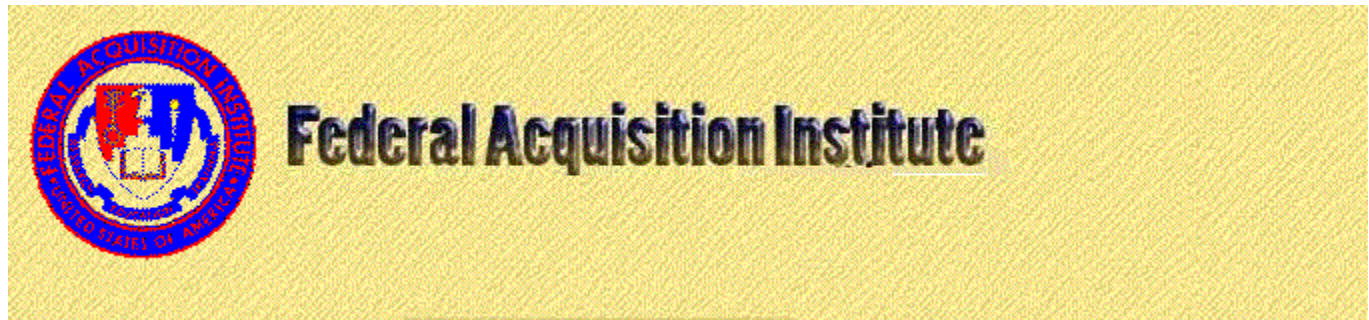 FEDERAL ACQUISITION INSTITUTE
UNITED STATES OF AMERICA
Federal Acquisition Institute